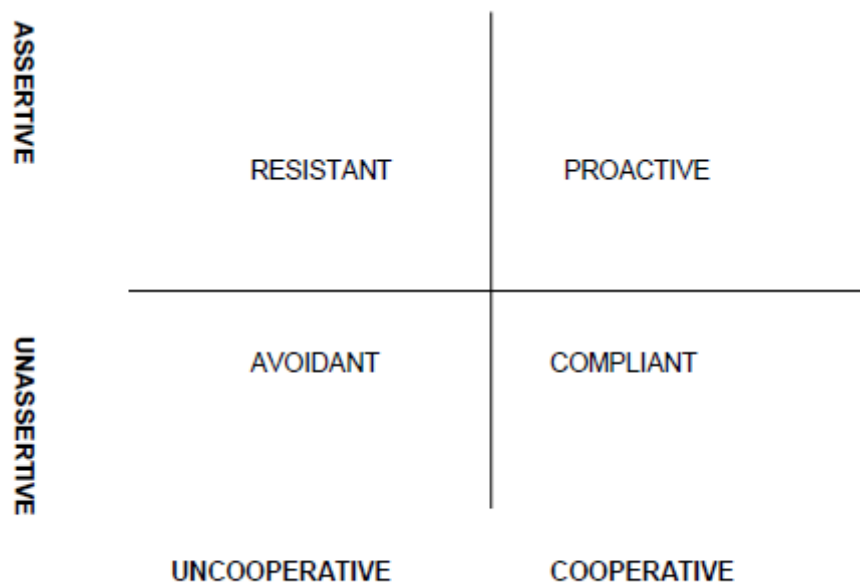 ASSERTIVE
RESISTANT
PROACTIVE
UNASSERTIVE
AVOIDANT
COMPLIANT
UNCOOPERATIVE
COOPERATIVE